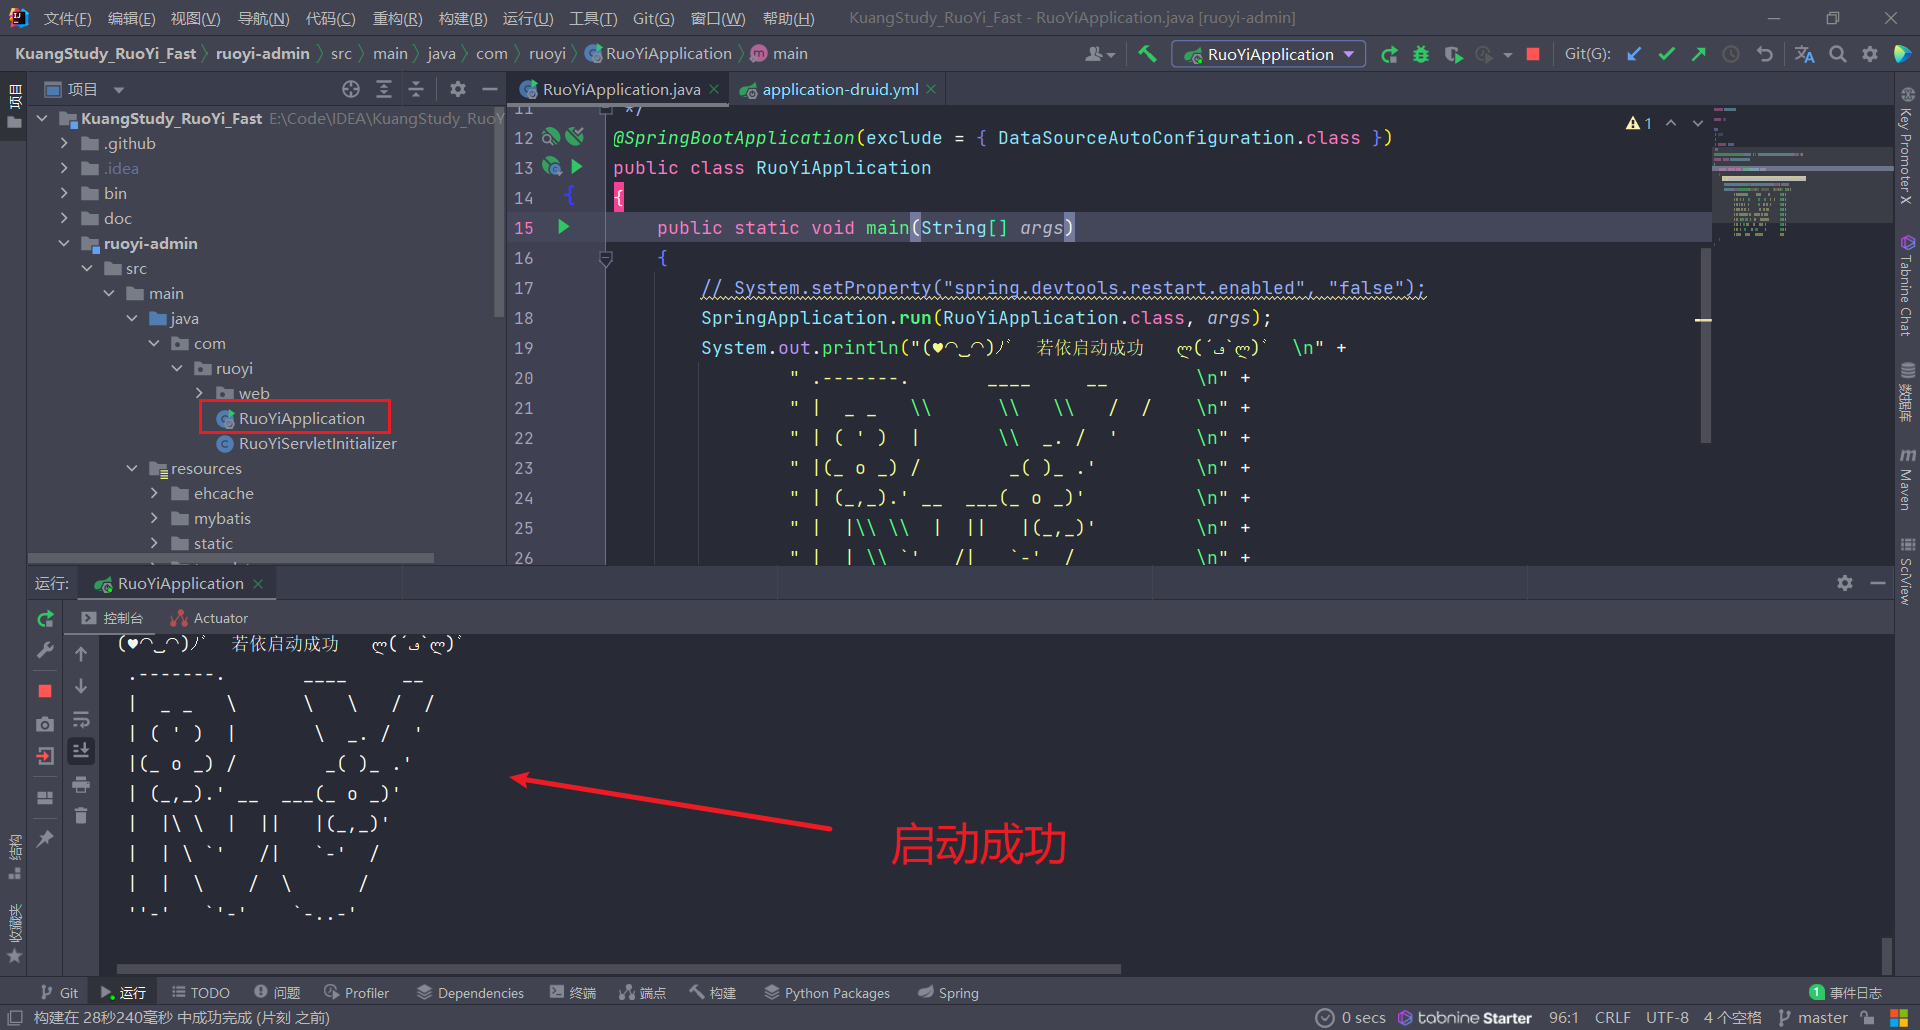 文件(F) 编辑(E) 视图(V) 导航(N) 代码(C) 重构(R) 构建(B) 运行(U) 工具(T) Git(G) 窗口(W) 帮助(H) KuangStudy_RuoYi_Fast - RuoYiApplication.java [ruoyi-admin]
KuangStudy_RuoYi_Fast ruoyi-admin src main java com ruoyi RuoYiApplication main RuoYiApplication Git(G):
项目
RuoYiApplication.java application-druid.yml
KuangStudy_RuoYi_Fast E:\Code\IDEA\KuangStudy_RuoY
.github
.idea
bin
doc
ruoyi-admin
src
main
java
com
ruoyi
web
RuoYiApplication
RuoYiServletInitializer
resources
ehcache
mybatis
static
11 */
12 @SpringBootApplication(exclude = { DataSourceAutoConfiguration.class })
13 public class RuoYiApplication
14 {
15 public static void main(String[] args)
16 {
17 // System.setProperty("spring.devtools.restart.enabled", "false");
18 SpringApplication.run(RuoYiApplication.class, args);
19 System.out.println("(♥◠‿◠)ノ゙  若依启动成功   ლ(´ڡ`ლ)゙  \n" +
20 " .-------.       ____     __        \n" +
21 " |  _ _   \\      \\   \\   /  /    \n" +
22 " | ( ' )  |       \\  _. /  '       \n" +
23 " |(_ o _) /        _( )_ .'         \n" +
24 " | (_,_).' __  ___(_ o _)'          \n" +
25 " |  |\\ \\  |  ||   |(_,_)'         \n" +
26 " |  | \\ `'   /|   `-'  /           \n" +
1
项目
结构
收藏夹
Key Promoter X
Tabnine Chat
数据库
Maven
SciView
运行: RuoYiApplication
控制台 Actuator
(♥◠‿◠)ノ゙  若依启动成功   ლ(´ڡ`ლ)゙
 .-------.       ____     __
 |  _ _   \      \   \   /  /
 | ( ' )  |       \  _. /  '
 |(_ o _) /        _( )_ .'
 | (_,_).' __  ___(_ o _)'
 |  |\ \  |  ||   |(_,_)'
 |  | \ `'   /|   `-'  /
 |  |  \    /  \      /
 ''-'   `'-'    `-..-'
启动成功
Git 运行 TODO 问题 Profiler Dependencies 终端 端点 构建 Python Packages Spring 1 事件日志
构建在 28秒240毫秒 中成功完成 (片刻 之前) 0 secs tabnine Starter 96:1 CRLF UTF-8 4 个空格 master